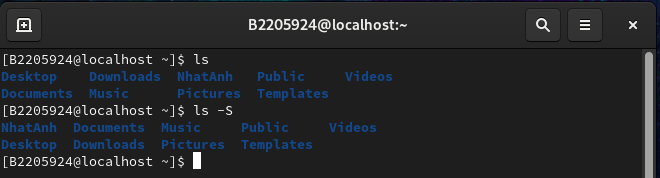 B2205924@localhost:~
[B2205924@localhost ~]$ ls
Desktop    Downloads  NhatAnh   Public     Videos
Documents  Music      Pictures  Templates
[B2205924@localhost ~]$ ls -S
NhatAnh  Documents  Music     Public     Videos
Desktop  Downloads  Pictures  Templates
[B2205924@localhost ~]$